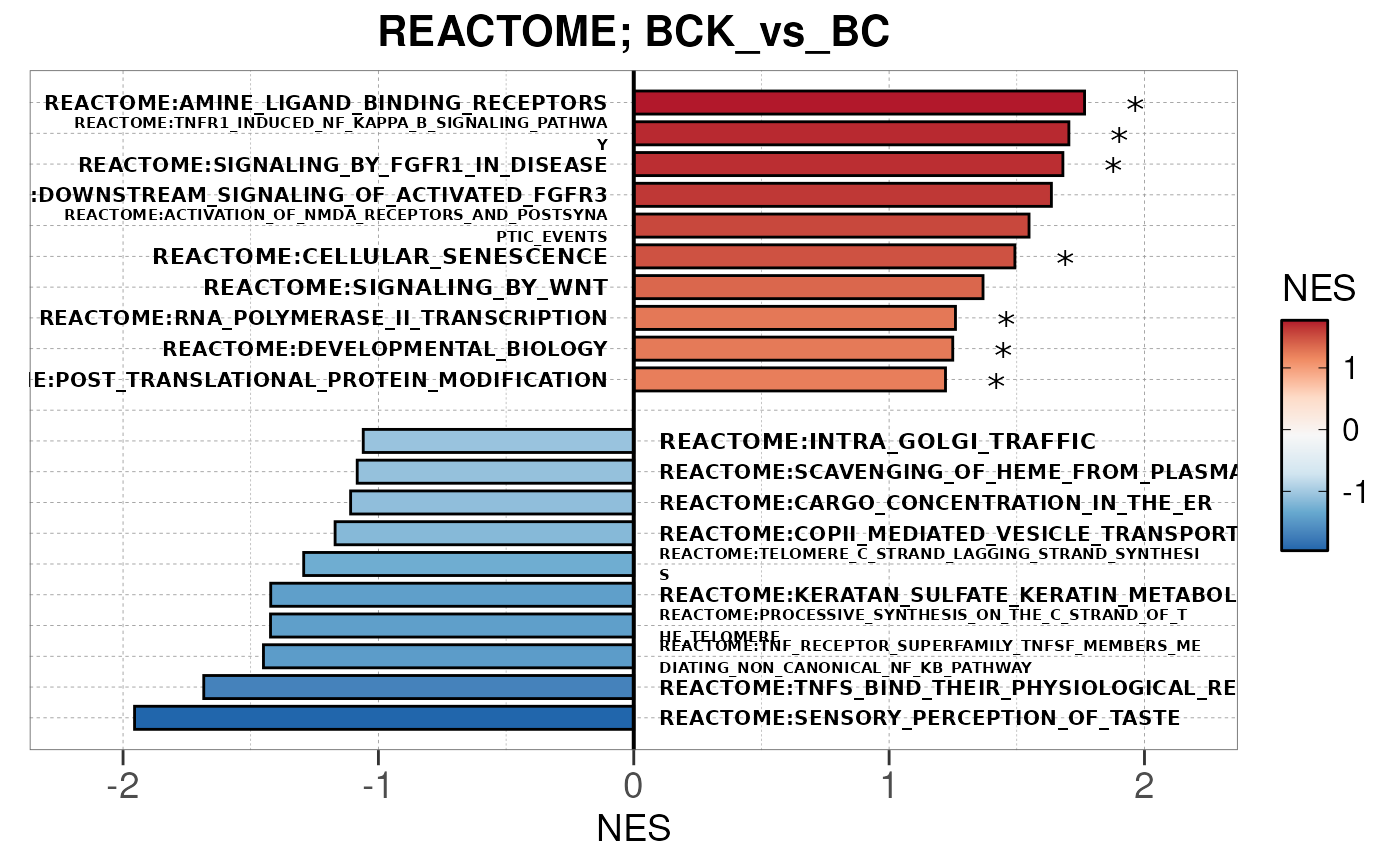 REACTOME; BCK_vs_BC
REACTOME:AMINE_LIGAND_BINDING_RECEPTORS
*
REACTOME:TNFR1_INDUCED_NF_KAPPA_B_SIGNALING_PATHWA
Y
*
REACTOME:SIGNALING_BY_FGFR1_IN_DISEASE
*
:DOWNSTREAM_SIGNALING_OF_ACTIVATED_FGFR3
REACTOME:ACTIVATION_OF_NMDA_RECEPTORS_AND_POSTSYNA
PTIC_EVENTS
REACTOME:CELLULAR_SENESCENCE
*
REACTOME:SIGNALING_BY_WNT
REACTOME:RNA_POLYMERASE_II_TRANSCRIPTION
*
REACTOME:DEVELOPMENTAL_BIOLOGY
*
E:POST_TRANSLATIONAL_PROTEIN_MODIFICATION
*
REACTOME:INTRA_GOLGI_TRAFFIC
REACTOME:SCAVENGING_OF_HEME_FROM_PLASMA
REACTOME:CARGO_CONCENTRATION_IN_THE_ER
REACTOME:COPII_MEDIATED_VESICLE_TRANSPORT
REACTOME:TELOMERE_C_STRAND_LAGGING_STRAND_SYNTHESI
S
REACTOME:KERATAN_SULFATE_KERATIN_METABOL
REACTOME:PROCESSIVE_SYNTHESIS_ON_THE_C_STRAND_OF_T
HE_TELOMERE
REACTOME:TNF_RECEPTOR_SUPERFAMILY_TNFSF_MEMBERS_ME
DIATING_NON_CANONICAL_NF_KB_PATHWAY
REACTOME:TNFS_BIND_THEIR_PHYSIOLOGICAL_RE
REACTOME:SENSORY_PERCEPTION_OF_TASTE
-2 -1 0 1 2
NES
NES
1
0
-1